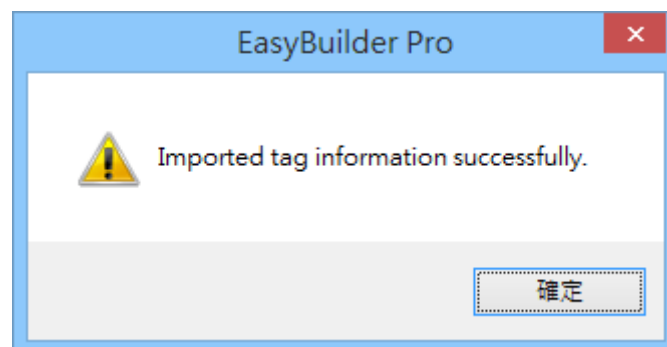 EasyBuilder Pro
Imported tag information successfully.
確定